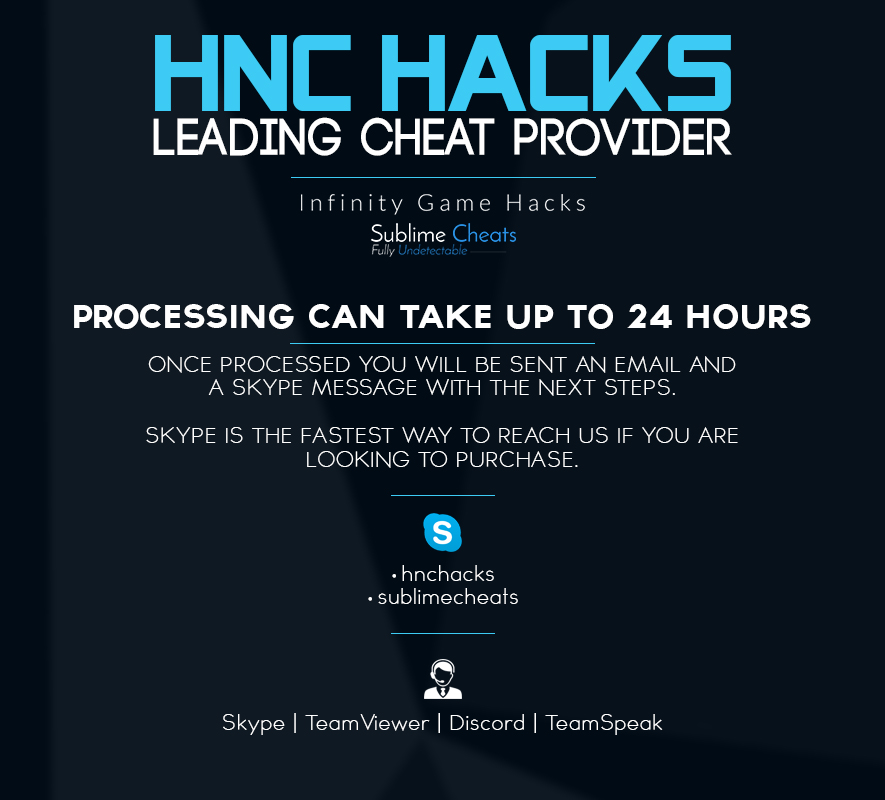 HNC HACKS
LEADING CHEAT PROVIDER
Infinity Game Hacks
Sublime Cheats
Fully Undetectable
PROCESSING CAN TAKE UP TO 24 HOURS
ONCE PROCESSED YOU WILL BE SENT AN EMAIL AND
A SKYPE MESSAGE WITH THE NEXT STEPS.
SKYPE IS THE FASTEST WAY TO REACH US IF YOU ARE
LOOKING TO PURCHASE.
S
• hnchacks
• sublimecheats
Skype | TeamViewer | Discord | TeamSpeak